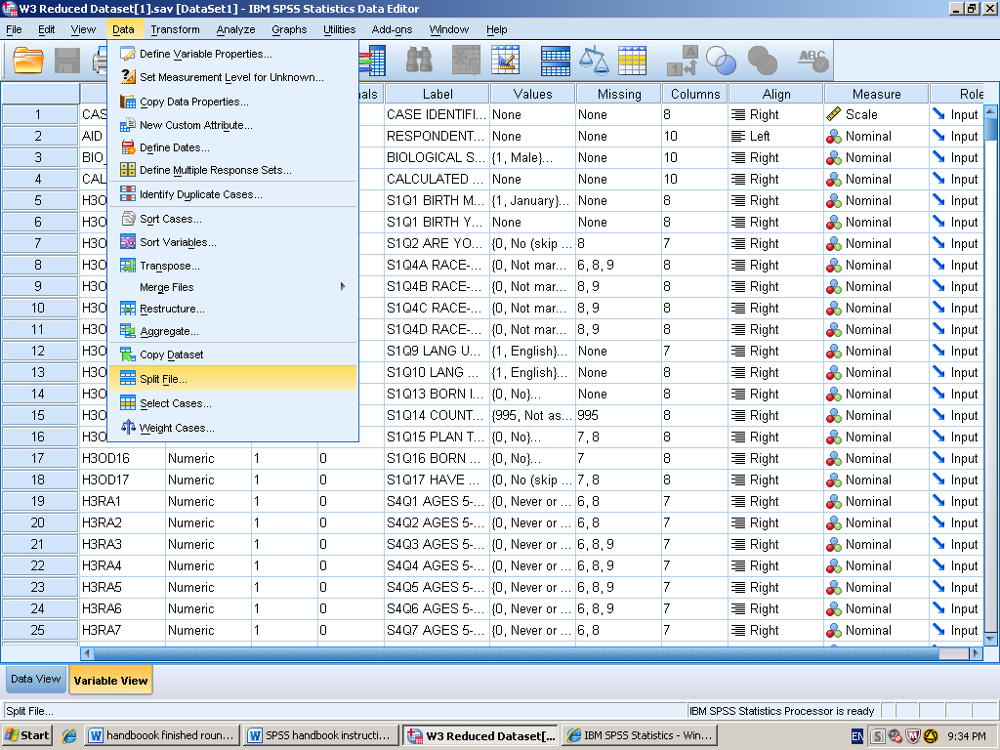 W3 Reduced Dataset[1].sav [DataSet1] - IBM SPSS Statistics Data Editor
File Edit View Data Transform Analyze Graphs Utilities Add-ons Window Help
Define Variable Properties...
Set Measurement Level for Unknown...
Copy Data Properties...
New Custom Attribute...
Define Dates...
Define Multiple Response Sets...
Identify Duplicate Cases...
Sort Cases...
Sort Variables...
Transpose...
Merge Files
Restructure...
Aggregate...
Copy Dataset
Split File...
Select Cases...
Weight Cases...
Label Values Missing Columns Align Measure Role
1 CAS CASE IDENTIFI... None None 8 Right Scale Input
2 AID RESPONDENT... None None 10 Left Nominal Input
3 BIO_ BIOLOGICAL S... {1, Male}... None 10 Right Nominal Input
4 CAL CALCULATED ... None None 10 Right Nominal Input
5 H3O S1Q1 BIRTH M... {1, January}... None 8 Right Nominal Input
6 H3O S1Q1 BIRTH Y... None None 8 Right Nominal Input
7 H3O S1Q2 ARE YO... {0, No (skip ... 8 7 Right Nominal Input
8 H3O S1Q4A RACE-... {0, Not mar... 6, 8, 9 8 Right Nominal Input
9 H3O S1Q4B RACE-... {0, Not mar... 8, 9 8 Right Nominal Input
10 H3O S1Q4C RACE-... {0, Not mar... 8, 9 8 Right Nominal Input
11 H3O S1Q4D RACE-... {0, Not mar... 8, 9 8 Right Nominal Input
12 H3O S1Q9 LANG U... {1, English}... None 7 Right Nominal Input
13 H3O S1Q10 LANG ... {1, English}... None 8 Right Nominal Input
14 H3O S1Q13 BORN I... {0, No}... None 8 Right Nominal Input
15 H3O S1Q14 COUNT... {995, Not as... 995 8 Right Nominal Input
16 H3O S1Q15 PLAN T... {0, No}... 7, 8 8 Right Nominal Input
17 H3OD16 Numeric 1 0 S1Q16 BORN ... {0, No}... 7 8 Right Nominal Input
18 H3OD17 Numeric 1 0 S1Q17 HAVE ... {0, No (skip ... 7, 8 8 Right Nominal Input
19 H3RA1 Numeric 1 0 S4Q1 AGES 5-... {0, Never or ... 6, 8 7 Right Nominal Input
20 H3RA2 Numeric 1 0 S4Q2 AGES 5-... {0, Never or ... 6, 8 7 Right Nominal Input
21 H3RA3 Numeric 1 0 S4Q3 AGES 5-... {0, Never or ... 6, 8, 9 7 Right Nominal Input
22 H3RA4 Numeric 1 0 S4Q4 AGES 5-... {0, Never or ... 6, 8, 9 7 Right Nominal Input
23 H3RA5 Numeric 1 0 S4Q5 AGES 5-... {0, Never or ... 6, 8, 9 7 Right Nominal Input
24 H3RA6 Numeric 1 0 S4Q6 AGES 5-... {0, Never or ... 6, 8, 9 7 Right Nominal Input
25 H3RA7 Numeric 1 0 S4Q7 AGES 5-... {0, Never or ... 6, 8 7 Right Nominal Input
Data View Variable View
Split File... IBM SPSS Statistics Processor is ready
Start handboook finished roun... SPSS handbook instructi... W3 Reduced Dataset[... IBM SPSS Statistics - Win... EN 9:34 PM